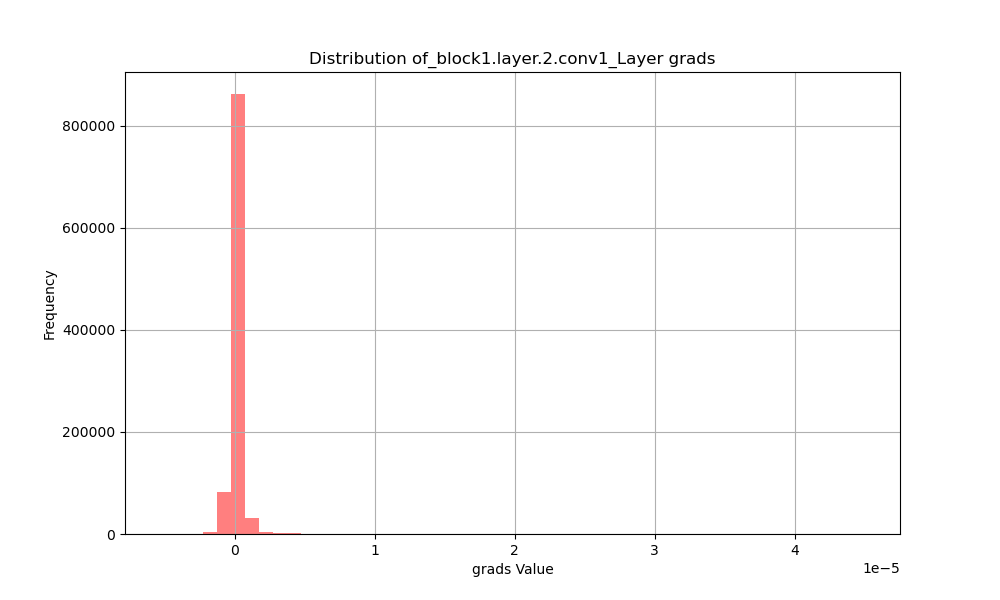 Distribution of_block1.layer.2.conv1_Layer grads
Frequency
800000
600000
400000
200000
0
0 1 2 3 4
1e−5
grads Value